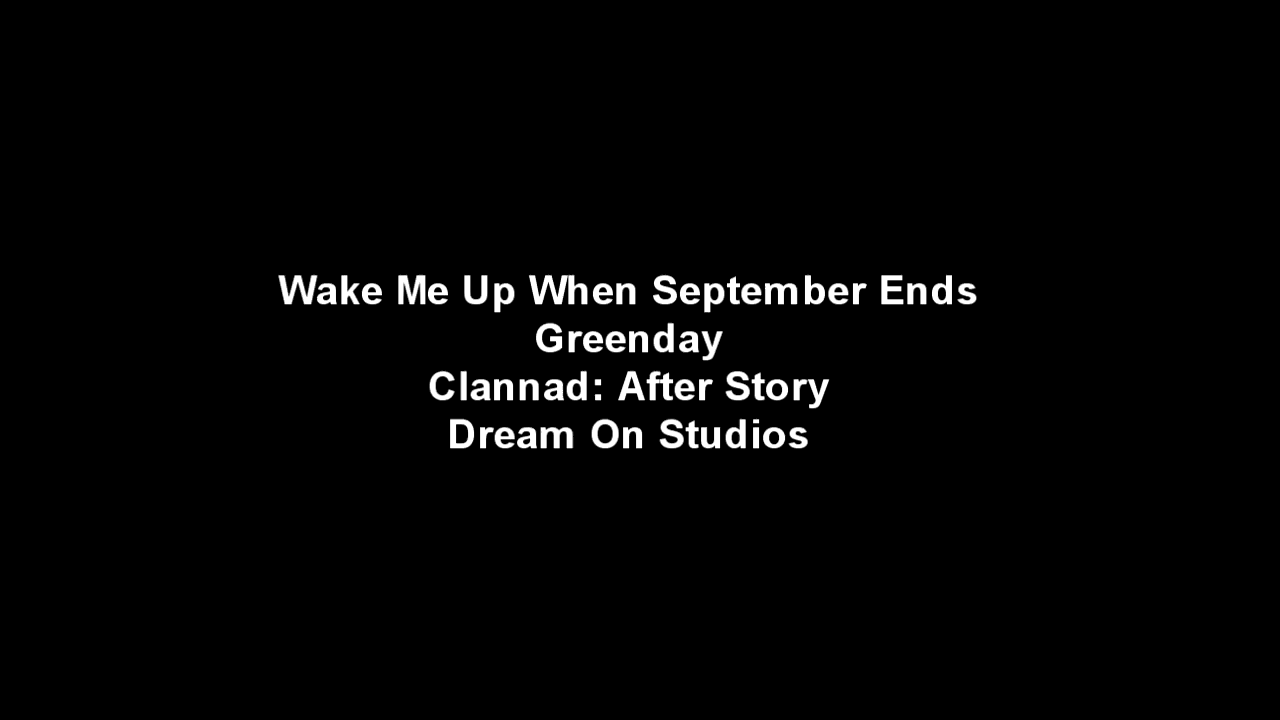 Wake Me Up When September Ends
Greenday
Clannad: After Story
Dream On Studios